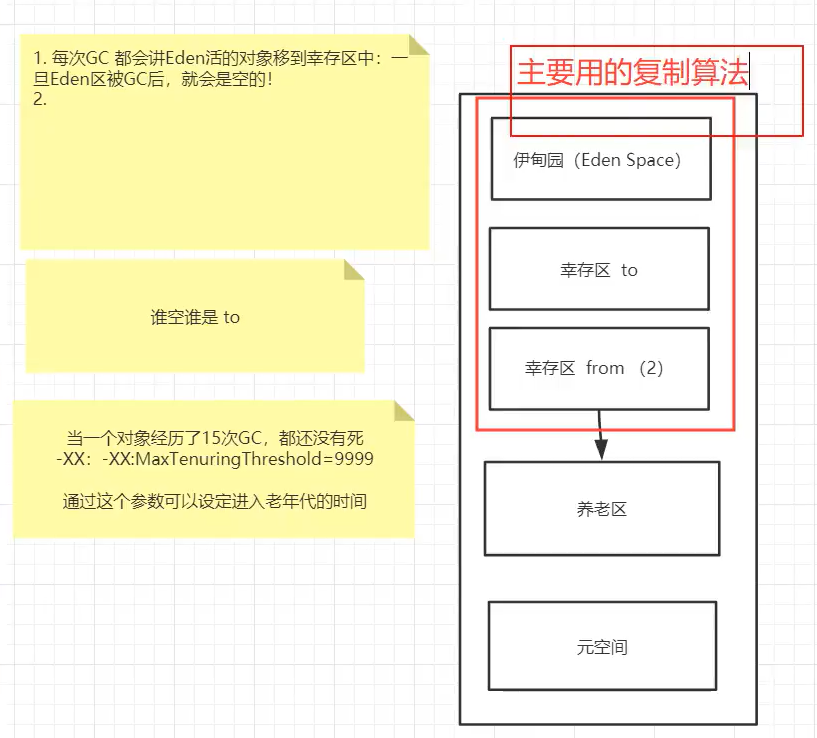 1. 每次GC 都会讲Eden活的对象移到幸存区中：一
旦Eden区被GC后，就会是空的！
2.
谁空谁是 to
当一个对象经历了15次GC，都还没有死
-XX：-XX:MaxTenuringThreshold=9999
通过这个参数可以设定进入老年代的时间
主要用的复制算法
伊甸园（Eden Space）
幸存区 to
幸存区 from （2）
养老区
元空间